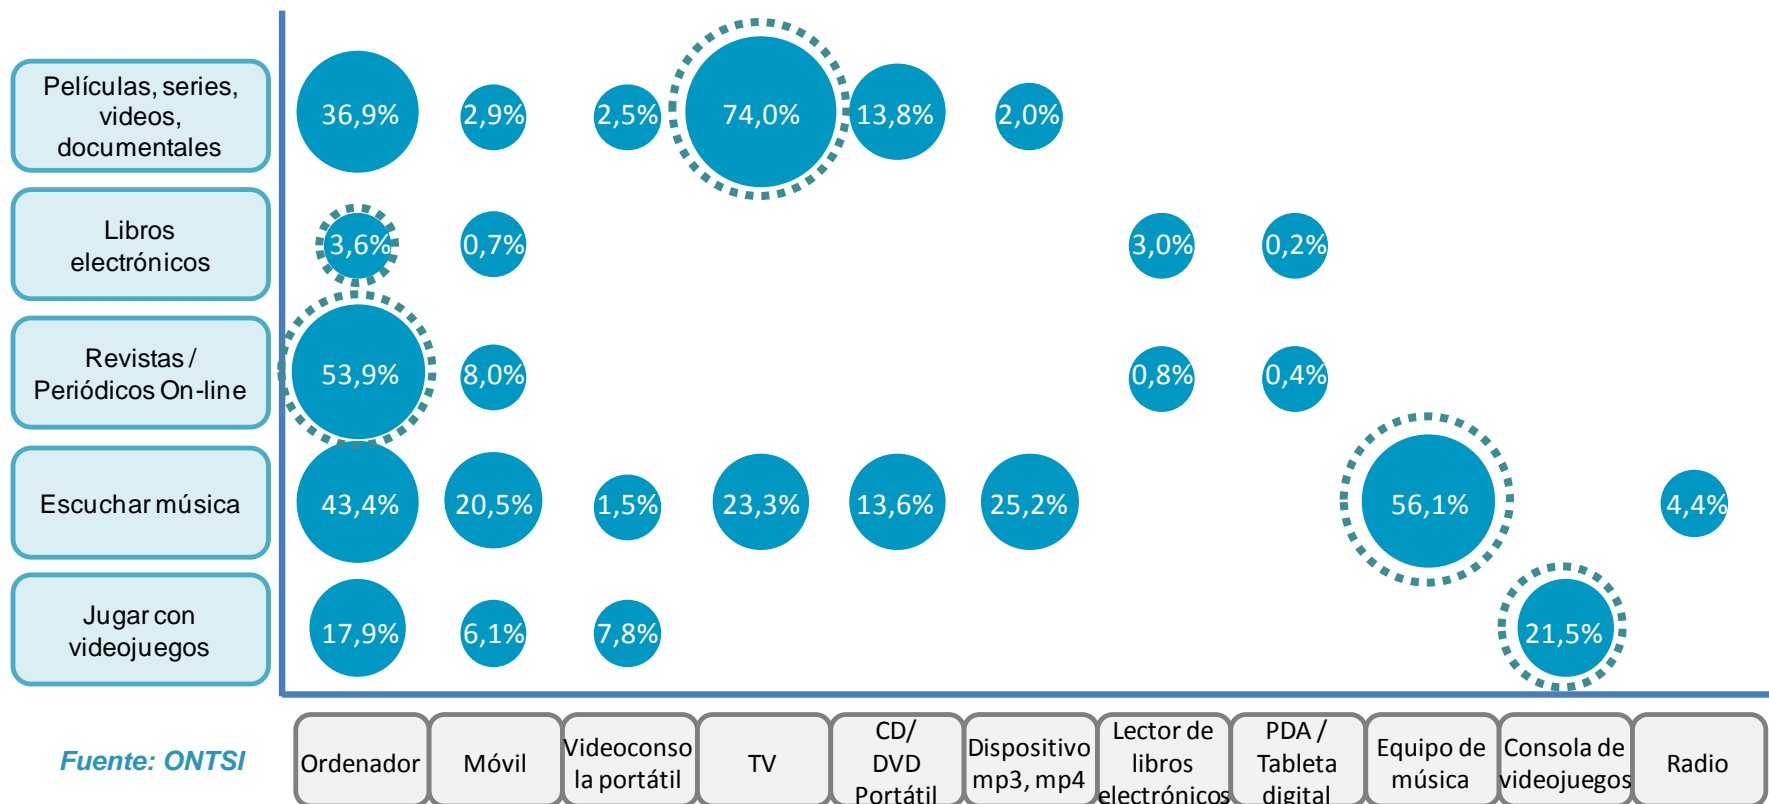 Películas, series,
videos,
documentales
36,9%
2,9%
2,5%
74,0%
13,8%
2,0%
Libros
electrónicos
3,6%
0,7%
3,0%
0,2%
Revistas /
Periódicos On-line
53,9%
8,0%
0,8%
0,4%
Escuchar música
43,4%
20,5%
1,5%
23,3%
13,6%
25,2%
56,1%
4,4%
Jugar con
videojuegos
17,9%
6,1%
7,8%
21,5%
Fuente: ONTSI
Ordenador
Móvil
Videoconso
la portátil
TV
CD/
DVD
Portátil
Dispositivo
mp3, mp4
Lector de
libros
electrónicos
PDA /
Tableta
digital
Equipo de
música
Consola de
videojuegos
Radio